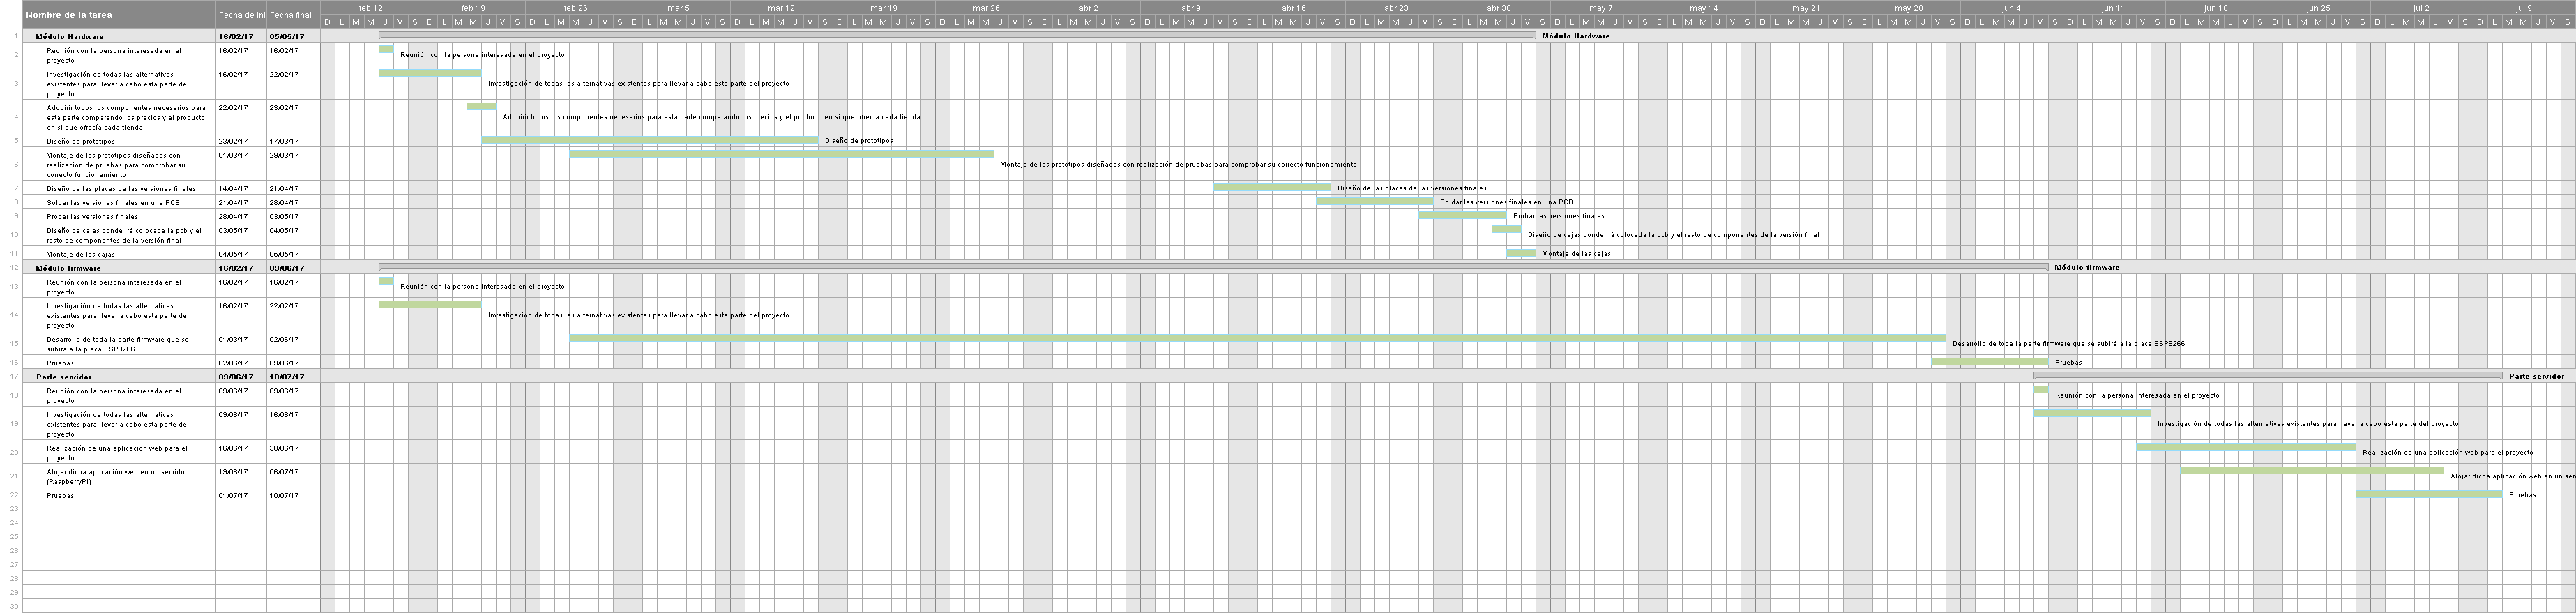 Nombre de la tarea Fecha de Ini Fecha final feb 12 feb 19 feb 26 mar 5 mar 12 mar 19 mar 26 abr 2 abr 9 abr 16 abr 23 abr 30 may 7 may 14 may 21 may 28 jun 4 jun 11 jun 18 jun 25 jul 2 jul 9
D L M M J V S D L M M J V S D L M M J V S D L M M J V S D L M M J V S D L M M J V S D L M M J V S D L M M J V S D L M M J V S D L M M J V S D L M M J V S D L M M J V S D L M M J V S D L M M J V S D L M M J V S D L M M J V S D L M M J V S D L M M J V S D L M M J V S D L M M J V S D L M M J V S D L M M J V S
1 Módulo Hardware 16/02/17 05/05/17 Módulo Hardware
2 Reunión con la persona interesada en el 16/02/17 16/02/17
proyecto
Reunión con la persona interesada en el proyecto
3 Investigación de todas las alternativas 16/02/17 22/02/17
existentes para llevar a cabo esta parte del
proyecto
Investigación de todas las alternativas existentes para llevar a cabo esta parte del proyecto
4 Adquirir todos los componentes necesarios para 22/02/17 23/02/17
esta parte comparando los precios y el producto
en si que ofrecía cada tienda
Adquirir todos los componentes necesarios para esta parte comparando los precios y el producto en si que ofrecía cada tienda
5 Diseño de prototipos 23/02/17 17/03/17 Diseño de prototipos
6 Montaje de los prototipos diseñados con 01/03/17 29/03/17
realización de pruebas para comprobar su
correcto funcionamiento
Montaje de los prototipos diseñados con realización de pruebas para comprobar su correcto funcionamiento
7 Diseño de las placas de las versiones finales 14/04/17 21/04/17 Diseño de las placas de las versiones finales
8 Soldar las versiones finales en una PCB 21/04/17 28/04/17 Soldar las versiones finales en una PCB
9 Probar las versiones finales 28/04/17 03/05/17 Probar las versiones finales
10 Diseño de cajas donde irá colocada la pcb y el 03/05/17 04/05/17
resto de componentes de la versión final
Diseño de cajas donde irá colocada la pcb y el resto de componentes de la versión final
11 Montaje de las cajas 04/05/17 05/05/17 Montaje de las cajas
12 Módulo firmware 16/02/17 09/06/17 Módulo firmware
13 Reunión con la persona interesada en el 16/02/17 16/02/17
proyecto
Reunión con la persona interesada en el proyecto
14 Investigación de todas las alternativas 16/02/17 22/02/17
existentes para llevar a cabo esta parte del
proyecto
Investigación de todas las alternativas existentes para llevar a cabo esta parte del proyecto
15 Desarrollo de toda la parte firmware que se 01/03/17 02/06/17
subirá a la placa ESP8266
Desarrollo de toda la parte firmware que se subirá a la placa ESP8266
16 Pruebas 02/06/17 09/06/17 Pruebas
17 Parte servidor 09/06/17 10/07/17 Parte servidor
18 Reunión con la persona interesada en el 09/06/17 09/06/17
proyecto
Reunión con la persona interesada en el proyecto
19 Investigación de todas las alternativas 09/06/17 16/06/17
existentes para llevar a cabo esta parte del
proyecto
Investigación de todas las alternativas existentes para llevar a cabo esta parte del proyecto
20 Realización de una aplicación web para el 16/06/17 30/06/17
proyecto
Realización de una aplicación web para el proyecto
21 Alojar dicha aplicación web en un servido 19/06/17 06/07/17
(RaspberryPi)
Alojar dicha aplicación web en un ser
22 Pruebas 01/07/17 10/07/17 Pruebas
23
24
25
26
27
28
29
30